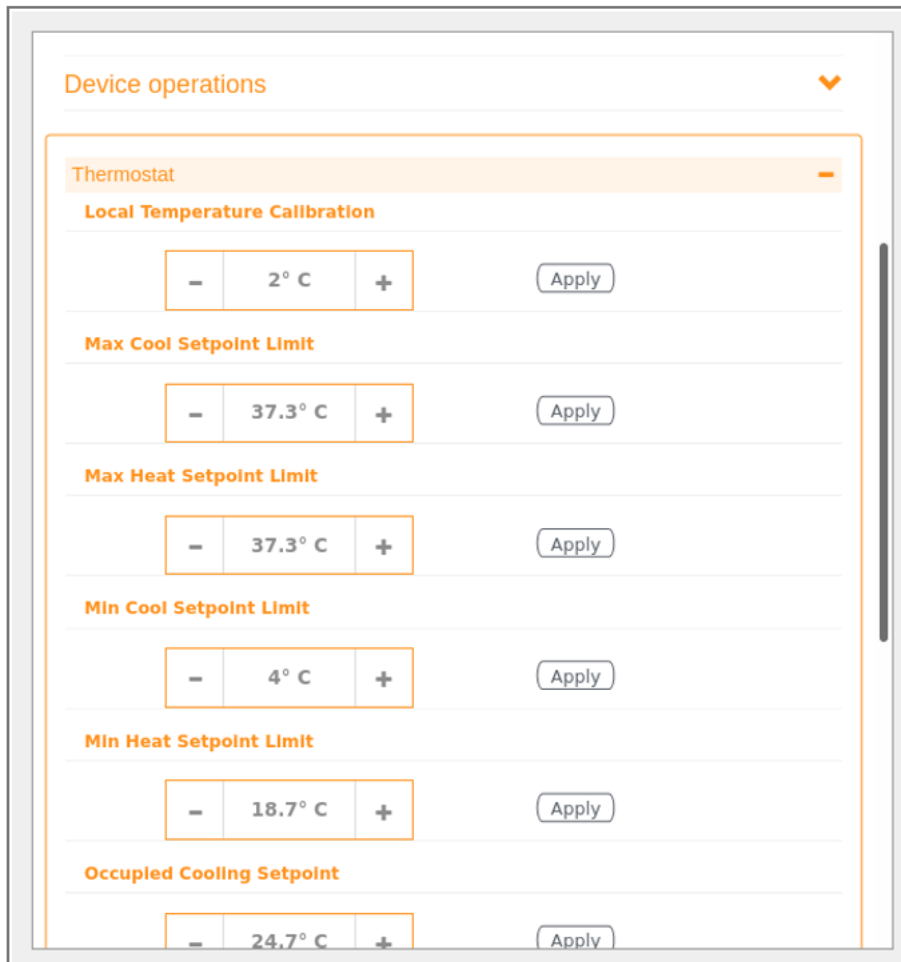 Device operations
Thermostat
Local Temperature Calibration
− 2° C + Apply
Max Cool Setpoint Limit
− 37.3° C + Apply
Max Heat Setpoint Limit
− 37.3° C + Apply
Min Cool Setpoint Limit
− 4° C + Apply
Min Heat Setpoint Limit
− 18.7° C + Apply
Occupied Cooling Setpoint
− 24.7° C + Apply